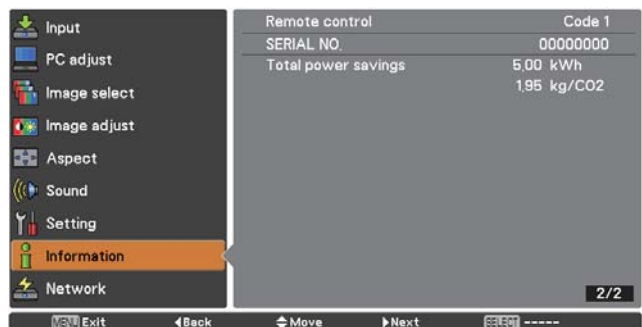 Input
PC adjust
Image select
Image adjust
Aspect
Sound
Setting
Information
Network
Remote control Code 1
SERIAL NO. 00000000
Total power savings 5.00 kWh
1.95 kg/CO2
2/2
MENU Exit Back Move Next SELECT -----